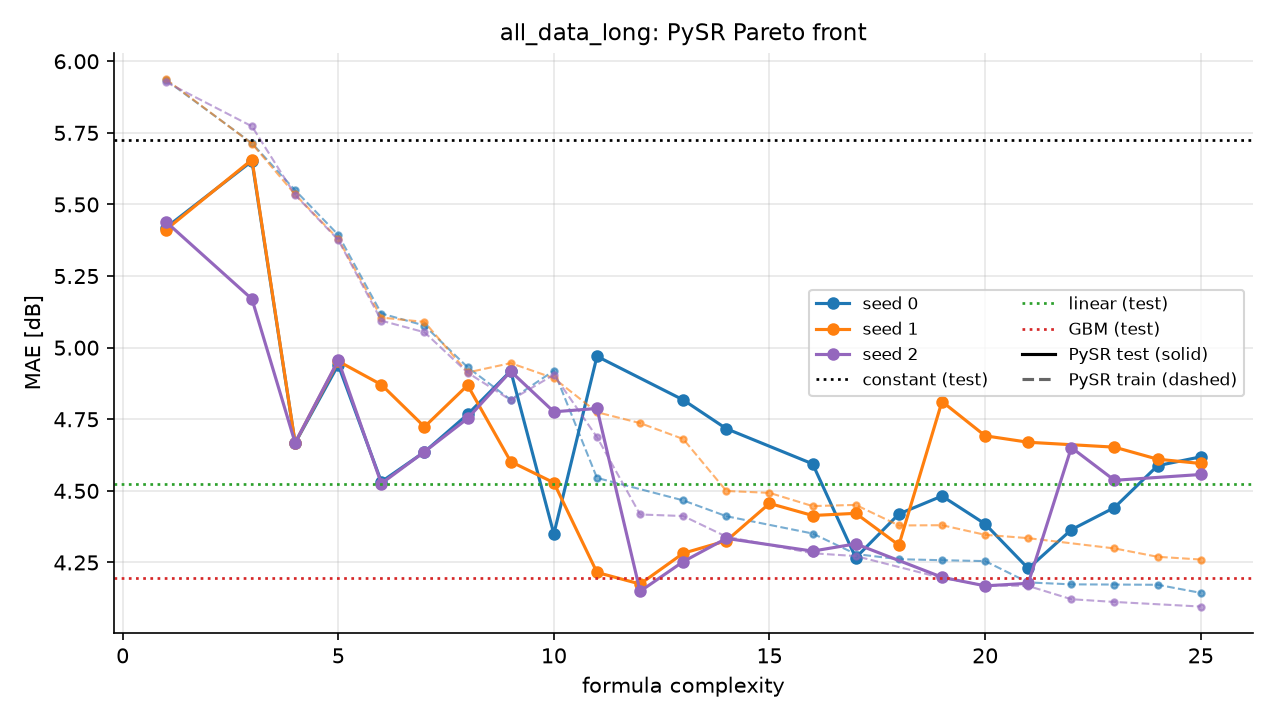 all_data_long: PySR Pareto front
MAE [dB]
6.00
5.75
5.50
5.25
5.00
4.75
4.50
4.25
seed 0
seed 1
seed 2
constant (test)
linear (test)
GBM (test)
PySR test (solid)
PySR train (dashed)
0 5 10 15 20 25
formula complexity